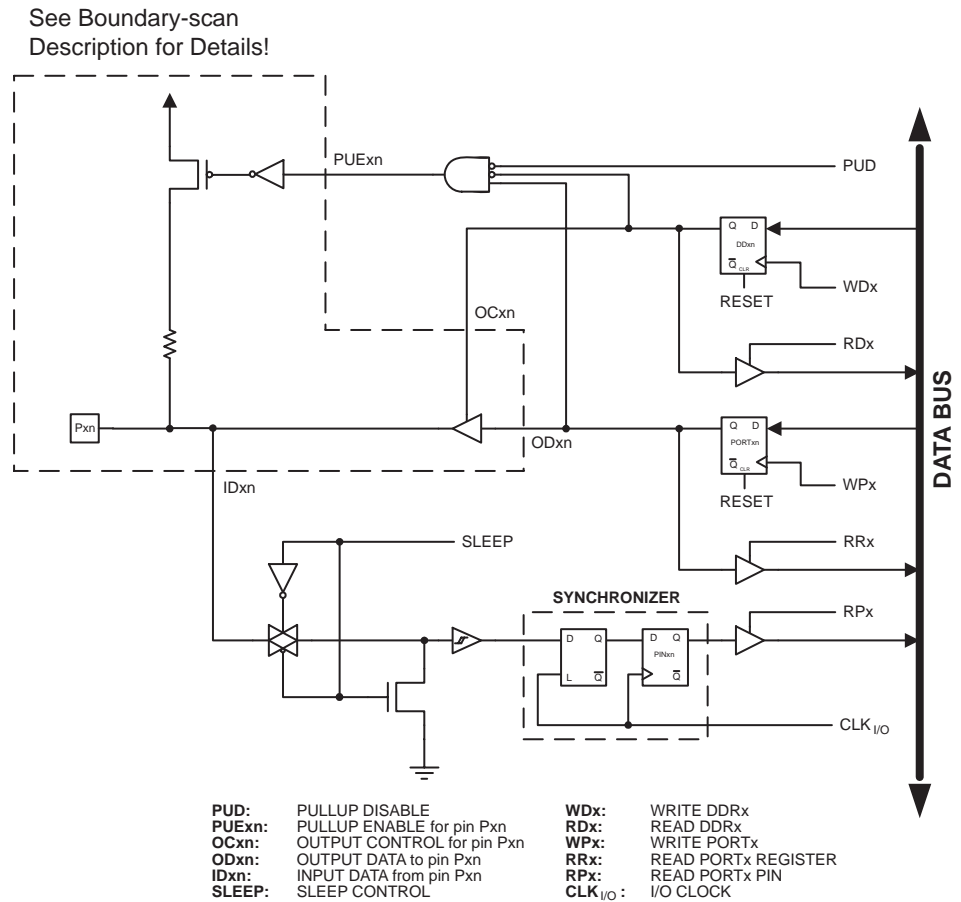 See Boundary-scan
Description for Details!
PUExn
PUD
Q D
DDxn
Q CLR
WDx
RESET
OCxn
RDx
Pxn
ODxn
Q D
PORTxn
Q CLR
WPx
RESET
IDxn
SLEEP
RRx
SYNCHRONIZER
RPx
D Q
L Q
D Q
PINxn
Q
CLK I/O
DATA BUS
PUD: PULLUP DISABLE
PUExn: PULLUP ENABLE for pin Pxn
OCxn: OUTPUT CONTROL for pin Pxn
ODxn: OUTPUT DATA to pin Pxn
IDxn: INPUT DATA from pin Pxn
SLEEP: SLEEP CONTROL
WDx: WRITE DDRx
RDx: READ DDRx
WPx: WRITE PORTx
RRx: READ PORTx REGISTER
RPx: READ PORTx PIN
CLK I/O : I/O CLOCK